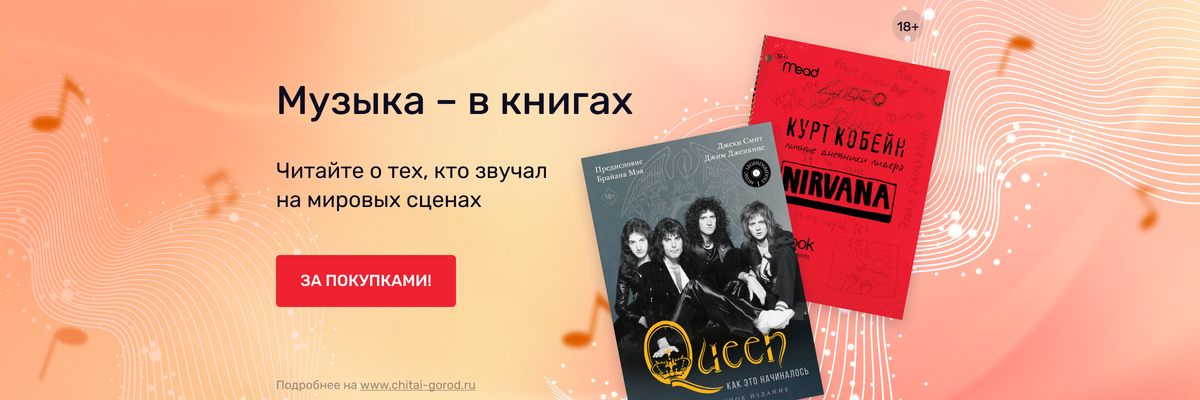 18+
Музыка – в книгах
Читайте о тех, кто звучал
на мировых сценах
ЗА ПОКУПКАМИ!
Подробнее на www.chitai-gorod.ru
18+
Mead
КУРТ КОБЕЙН
личные дневники лидера
NIRVANA
Предисловие
Брайана Мэя
Джеки Смит
Джим Дженкинс
18+
Queen
КАК ЭТО НАЧИНАЛОСЬ